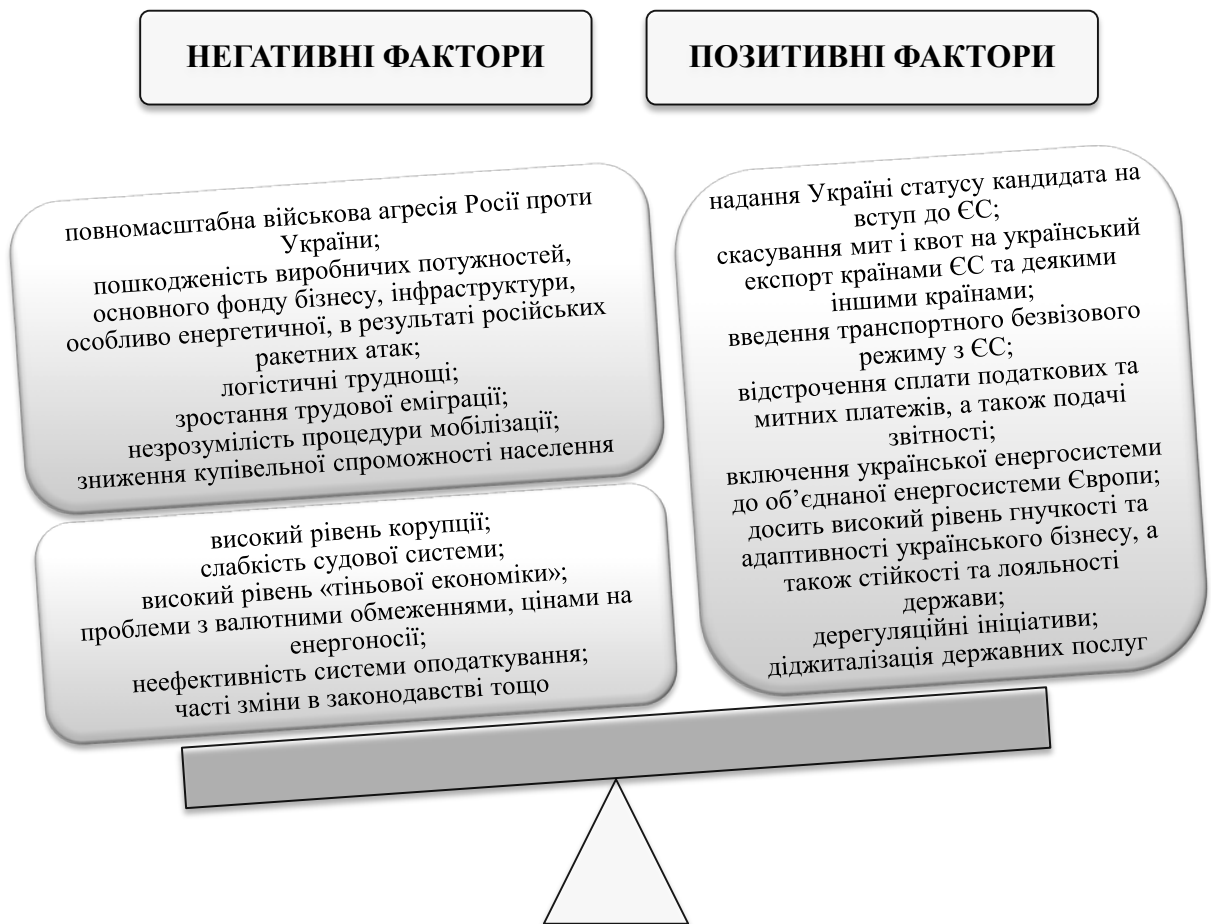 НЕГАТИВНІ ФАКТОРИ
ПОЗИТИВНІ ФАКТОРИ
повномасштабна військова агресія Росії проти
України;
пошкодженість виробничих потужностей,
основного фонду бізнесу, інфраструктури,
особливо енергетичної, в результаті російських
ракетних атак;
логістичні труднощі;
зростання трудової еміграції;
незрозумілість процедури мобілізації;
зниження купівельної спроможності населення
високий рівень корупції;
слабкість судової системи;
високий рівень «тіньової економіки»;
проблеми з валютними обмеженнями, цінами на
енергоносії;
неефективність системи оподаткування;
часті зміни в законодавстві тощо
надання Україні статусу кандидата на
вступ до ЄС;
скасування мит і квот на український
експорт країнами ЄС та деякими
іншими країнами;
введення транспортного безвізового
режиму з ЄС;
відстрочення сплати податкових та
митних платежів, а також подачі
звітності;
включення української енергосистеми
до об’єднаної енергосистеми Європи;
досить високий рівень гнучкості та
адаптивності українського бізнесу, а
також стійкості та лояльності
держави;
дерегуляційні ініціативи;
діджиталізація державних послуг